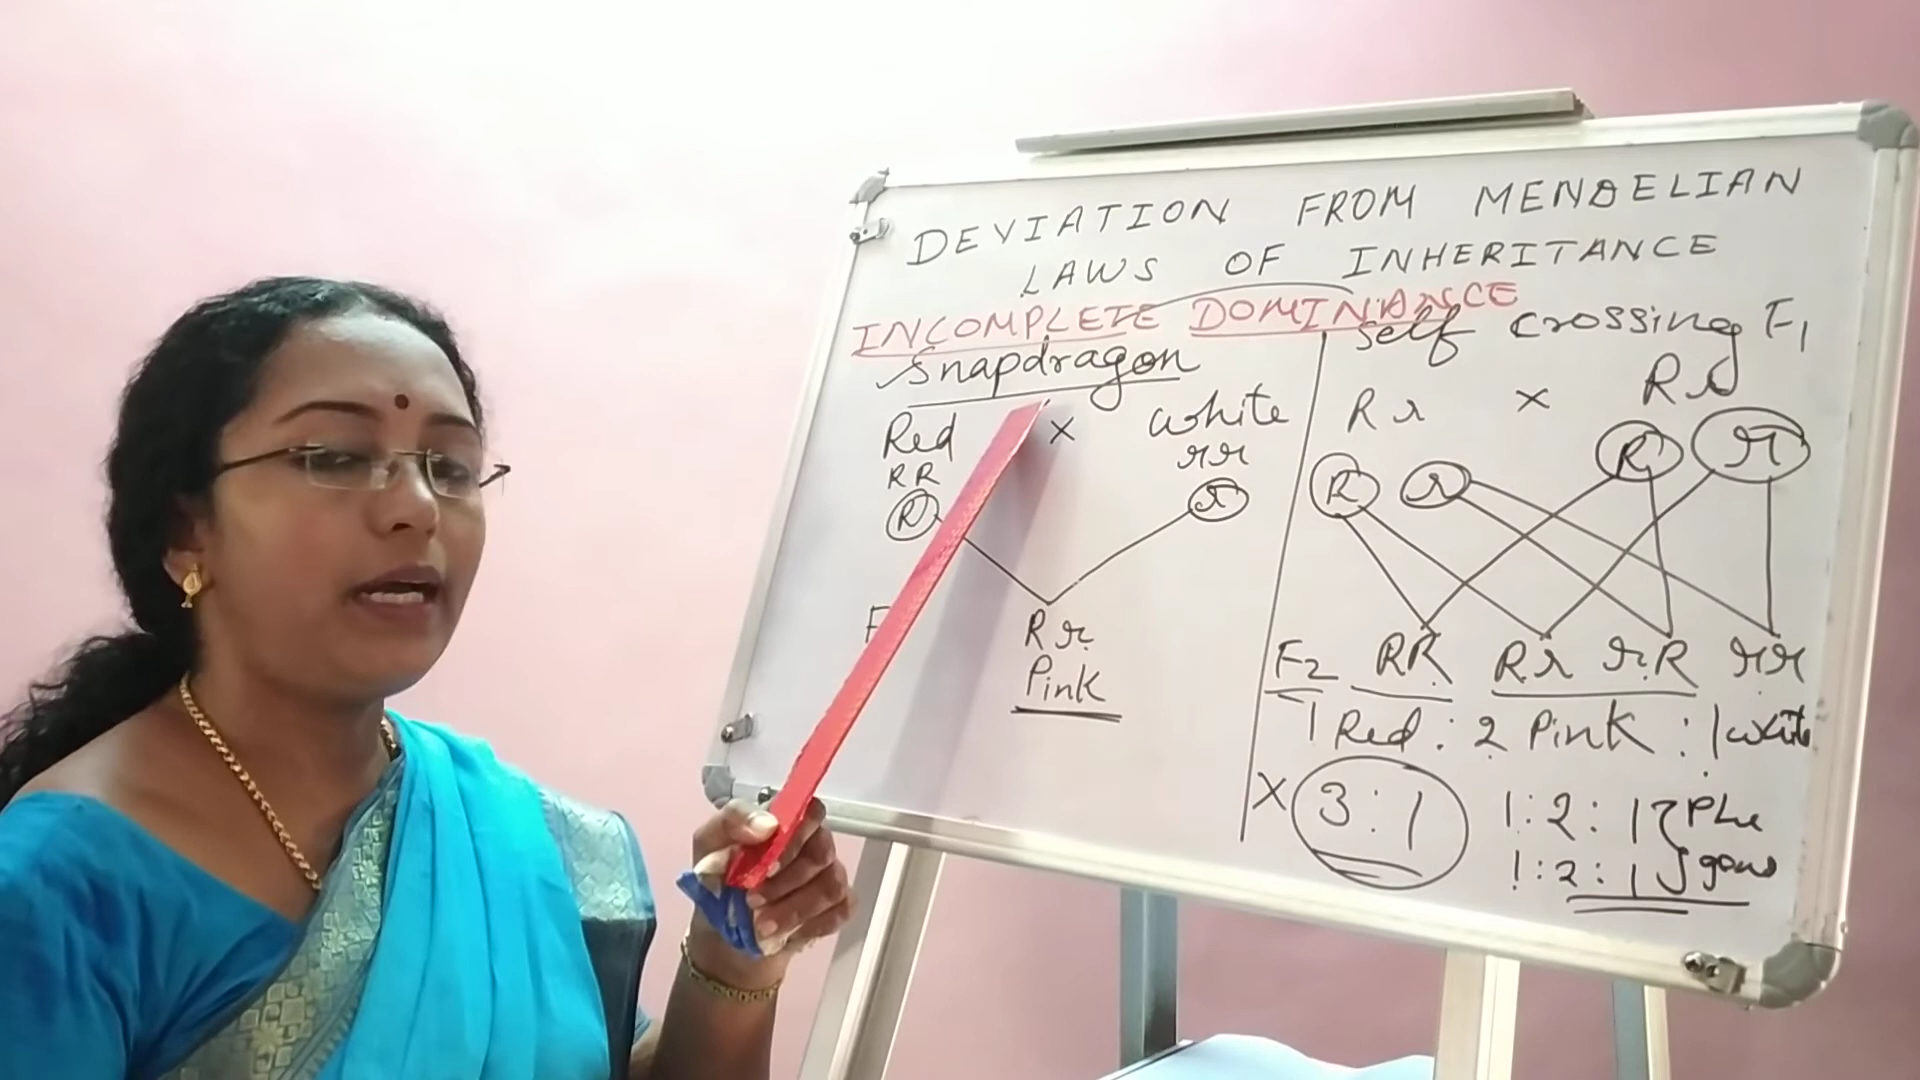 DEVIATION FROM MENDELIAN
LAWS OF INHERITANCE
INCOMPLETE DOMINANCE
Snapdragon
Red × white
RR rr
R r
F
Rr
Pink
self crossing F1
Rr × Rr
R r R r
F2 RR Rr rR rr
1 Red : 2 Pink : 1 white
X 3:1
1:2:1 } Phe
1:2:1 }